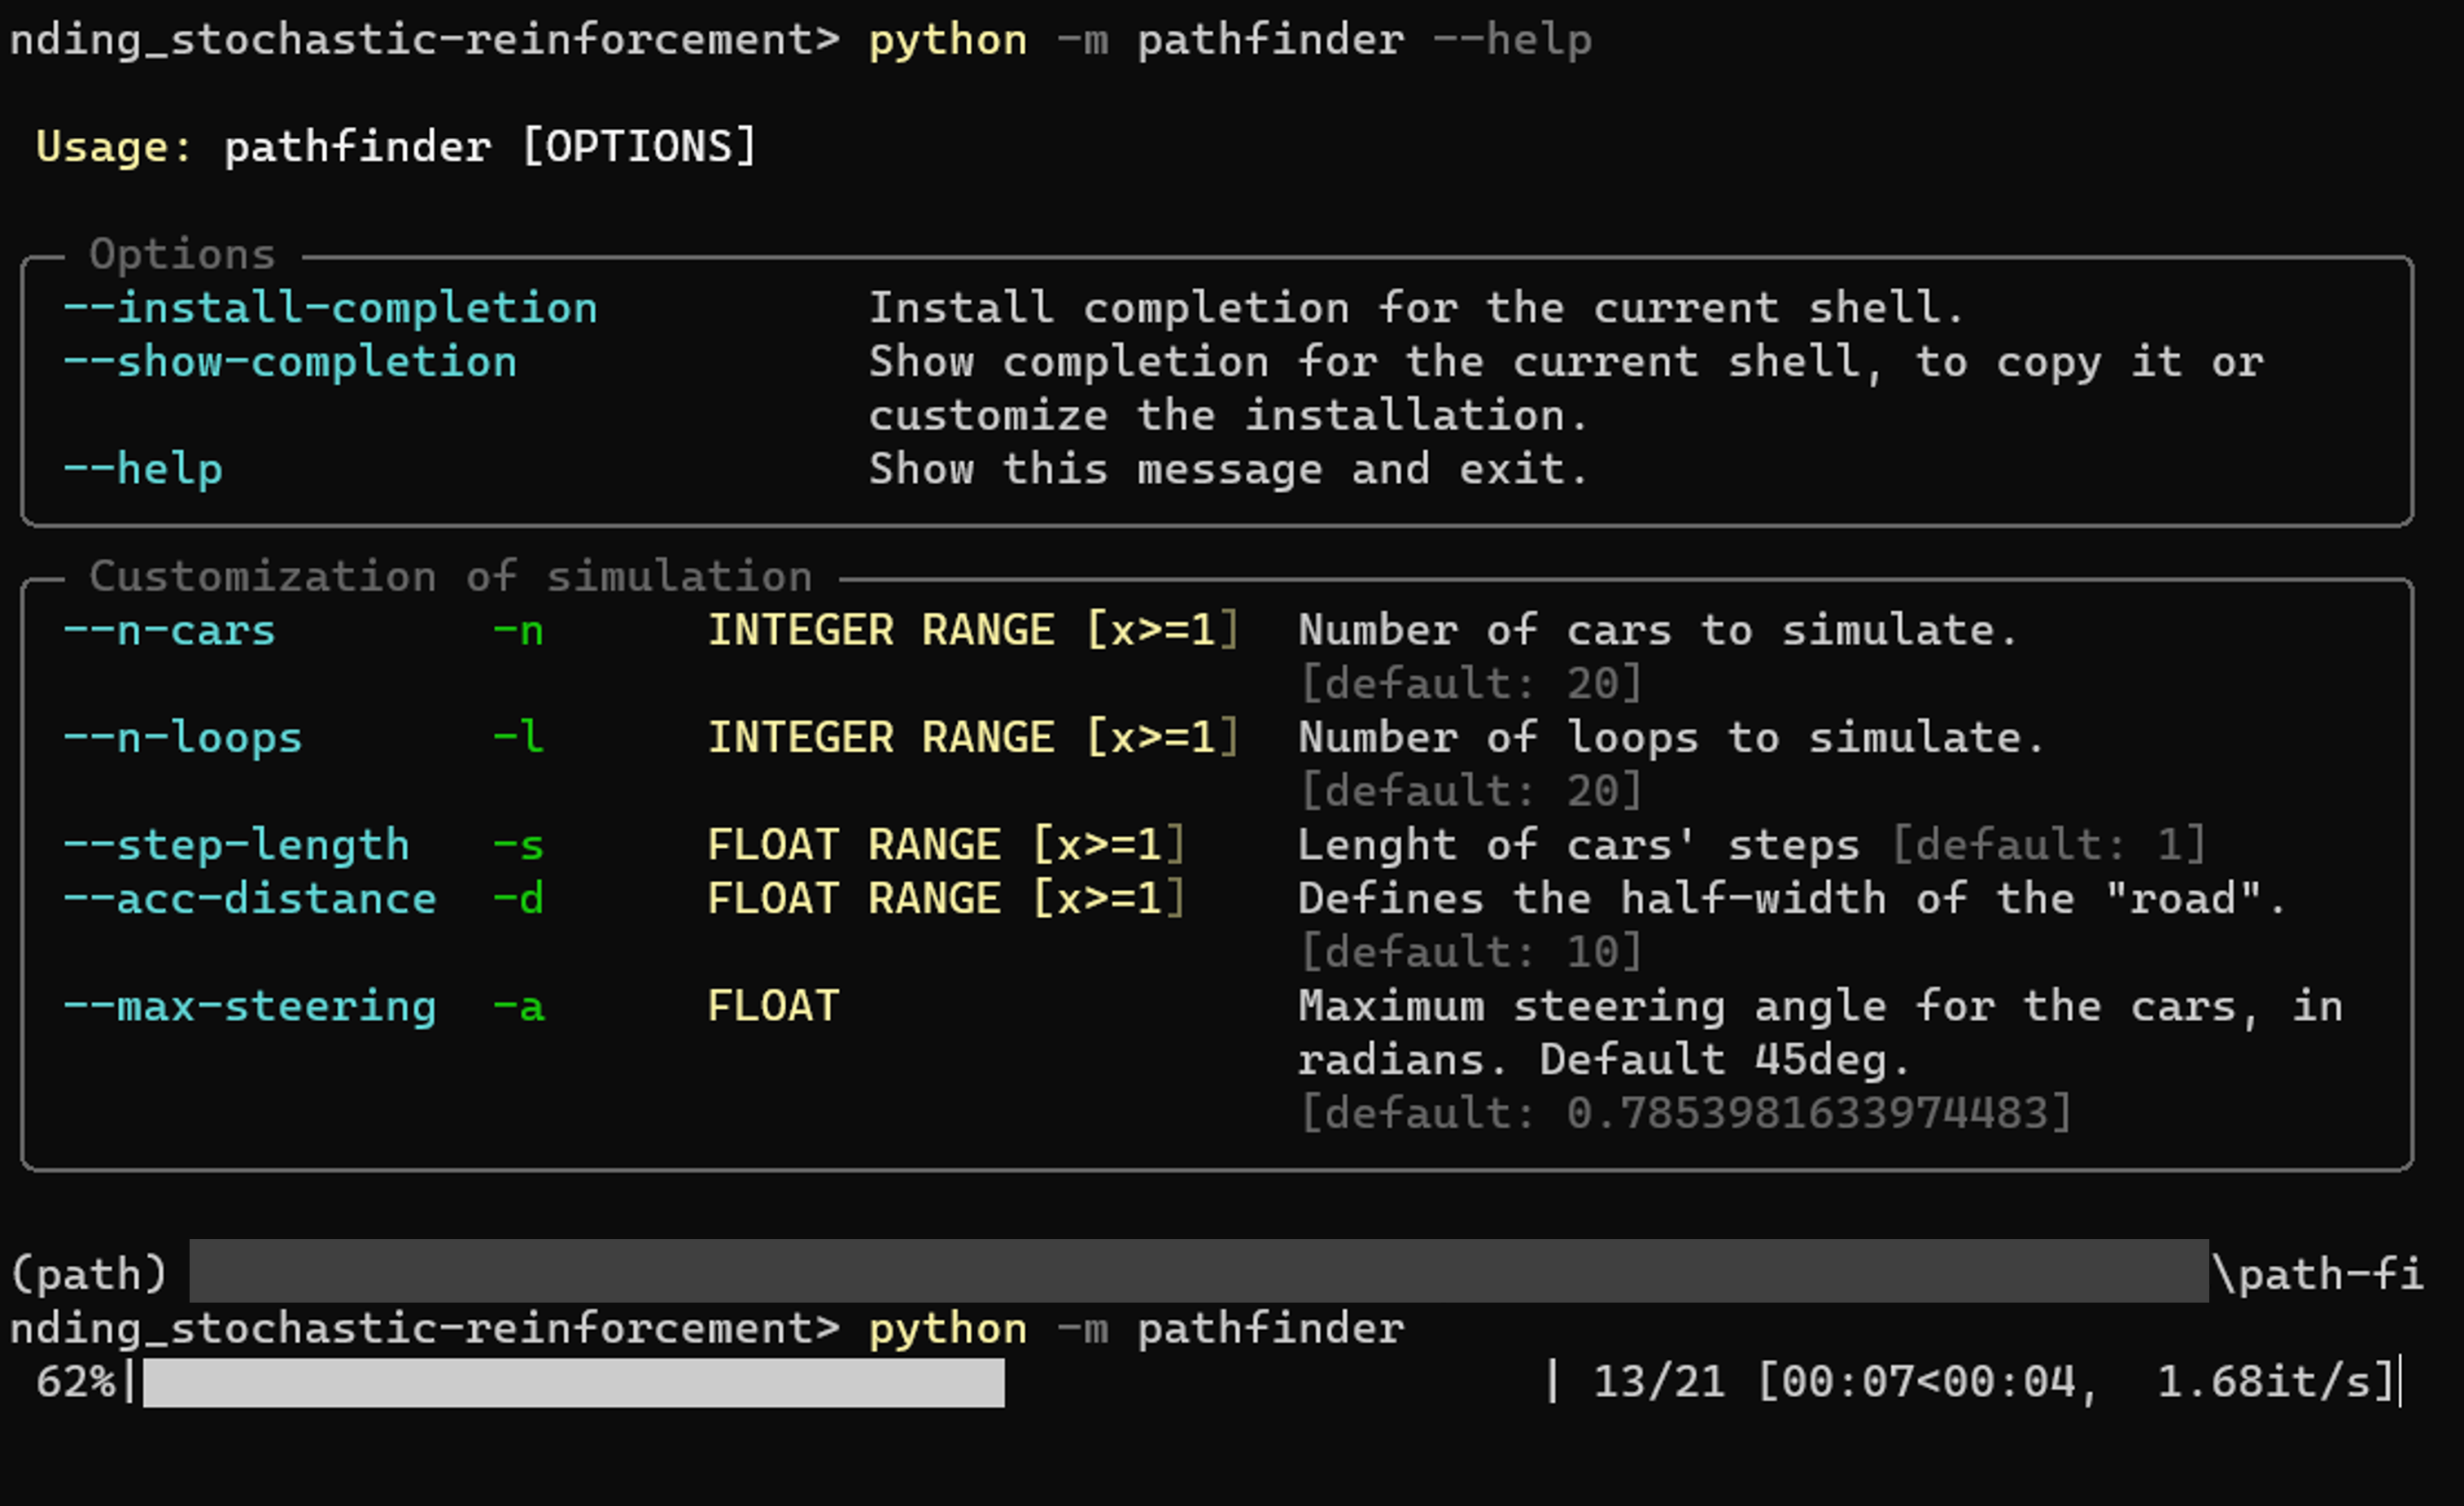 nding_stochastic-reinforcement> python -m pathfinder --help
Usage: pathfinder [OPTIONS]
Options
--install-completion Install completion for the current shell.
--show-completion Show completion for the current shell, to copy it or
customize the installation.
--help Show this message and exit.
Customization of simulation
--n-cars -n INTEGER RANGE [x>=1] Number of cars to simulate.
[default: 20]
--n-loops -l INTEGER RANGE [x>=1] Number of loops to simulate.
[default: 20]
--step-length -s FLOAT RANGE [x>=1] Lenght of cars' steps [default: 1]
--acc-distance -d FLOAT RANGE [x>=1] Defines the half-width of the "road".
[default: 10]
--max-steering -a FLOAT Maximum steering angle for the cars, in
radians. Default 45deg.
[default: 0.7853981633974483]
(path) \path-fi
nding_stochastic-reinforcement> python -m pathfinder
62%| | 13/21 [00:07<00:04, 1.68it/s]